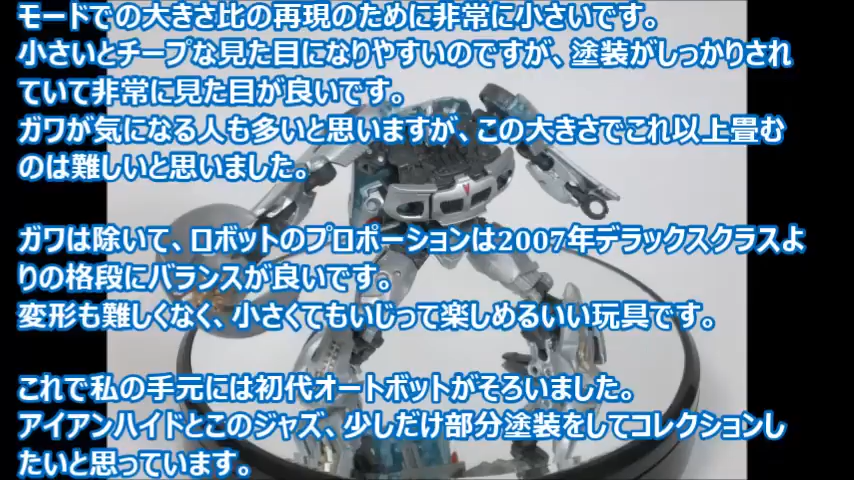 モードでの大きさ比の再現のために非常に小さいです。
小さいとチープな見た目になりやすいのですが、塗装がしっかりされ
ていて非常に見た目が良いです。
ガワが気になる人も多いと思いますが、この大きさでこれ以上畳む
のは難しいと思いました。
ガワは除いて、ロボットのプロポーションは2007年デラックスクラスよ
りの格段にバランスが良いです。
変形も難しくなく、小さくてもいじって楽しめるいい玩具です。
これで私の手元には初代オートボットがそろいました。
アイアンハイドとこのジャズ、少しだけ部分塗装をしてコレクションし
たいと思っています。